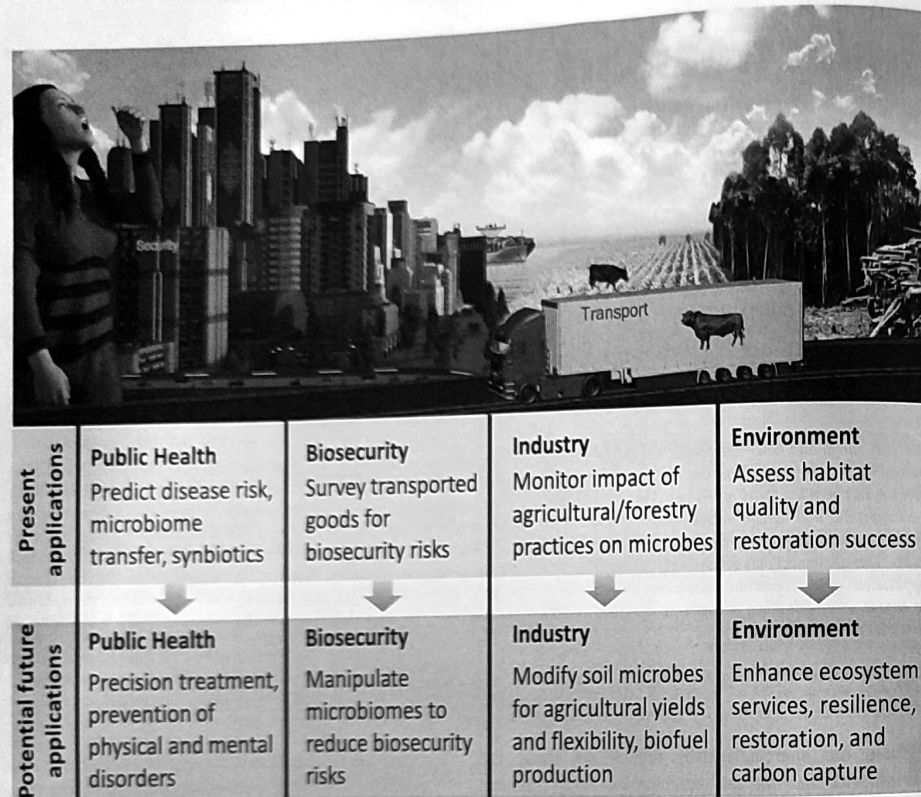 Security
Transport
Present
applications
Public Health
Predict disease risk,
microbiome
transfer, synbiotics
Biosecurity
Survey transported
goods for
biosecurity risks
Industry
Monitor impact of
agricultural/forestry
practices on microbes
Environment
Assess habitat
quality and
restoration success
Potential future
applications
Public Health
Precision treatment,
prevention of
physical and mental
disorders
Biosecurity
Manipulate
microbiomes to
reduce biosecurity
risks
Industry
Modify soil microbes
for agricultural yields
and flexibility, biofuel
production
Environment
Enhance ecosystem
services, resilience,
restoration, and
carbon capture